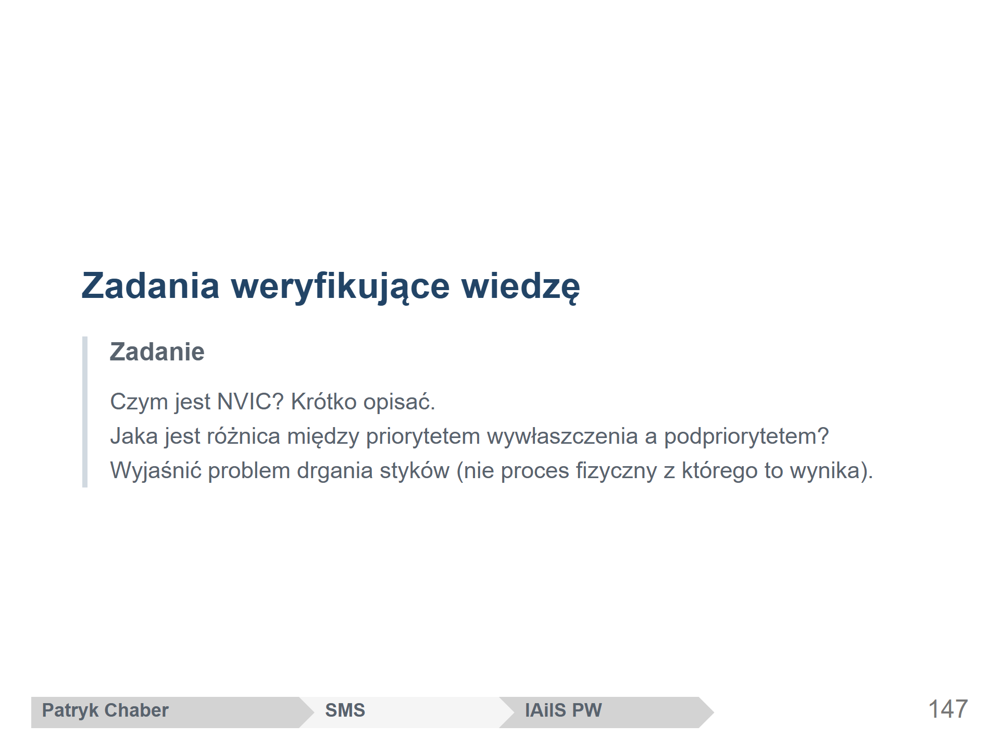 Zadania weryfikujące wiedzę
Zadanie
Czym jest NVIC? Krótko opisać.
Jaka jest różnica między priorytetem wywłaszczenia a podpriorytetem?
Wyjaśnić problem drgania styków (nie proces fizyczny z którego to wynika).
Patryk Chaber
SMS
IAiIS PW
147